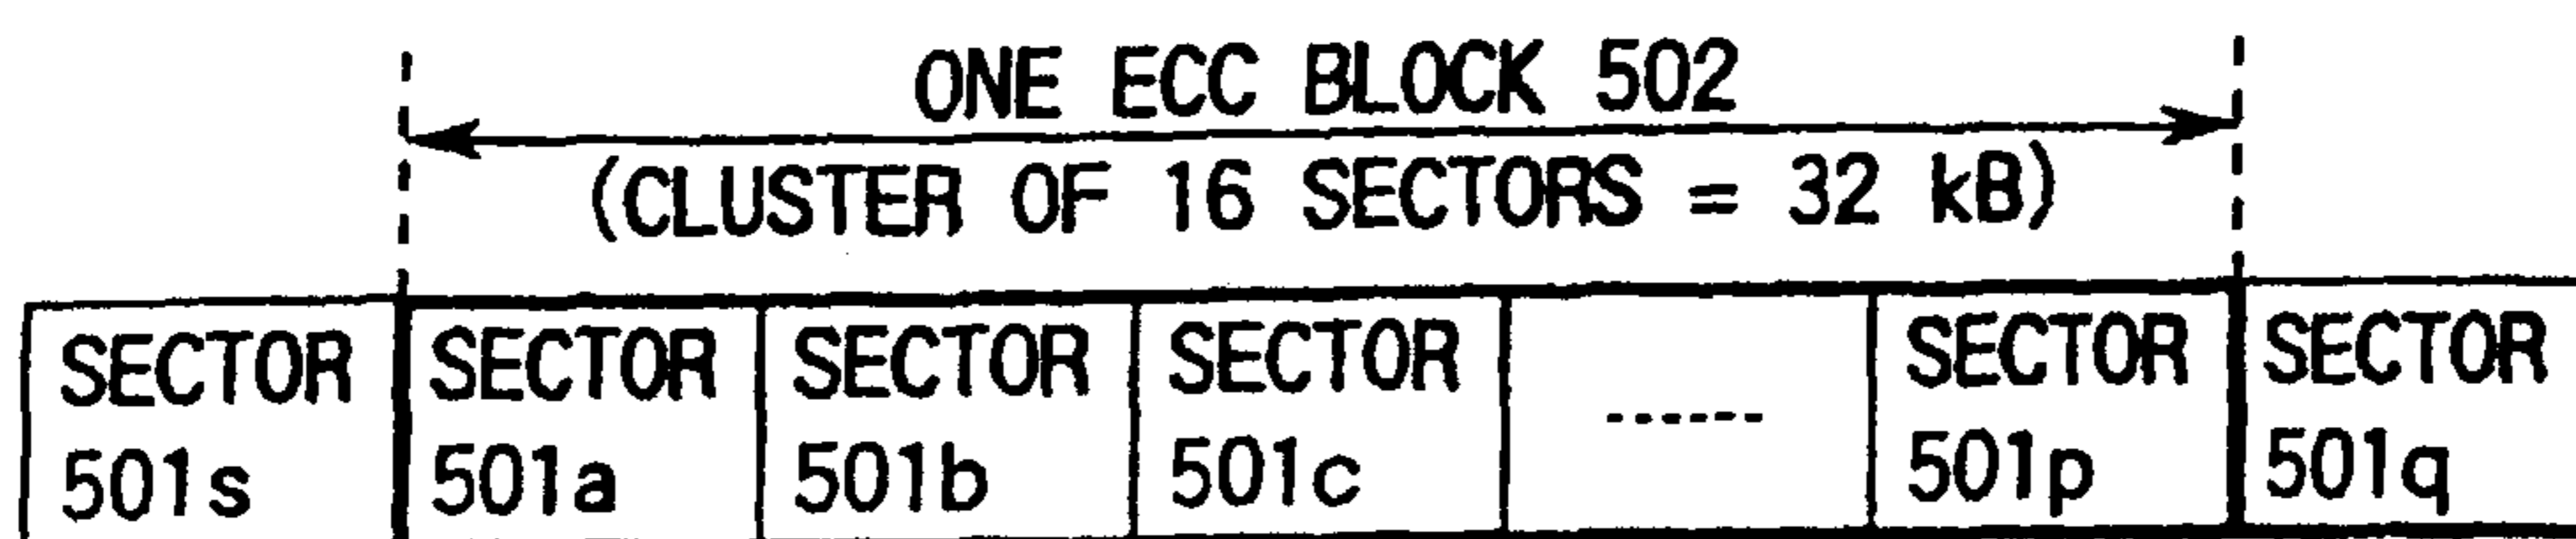 ONE ECC BLOCK 502
(CLUSTER OF 16 SECTORS = 32 kB)
SECTOR SECTOR SECTOR SECTOR SECTOR SECTOR
501s 501a 501b 501c ------ 501p 501q